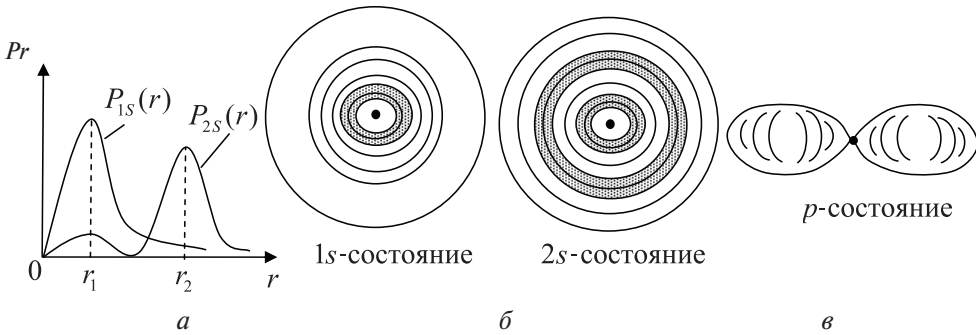 Pr
P1S(r)
P2S(r)
0
r1
r2
r
1s-состояние
2s-состояние
p-состояние
а
б
в